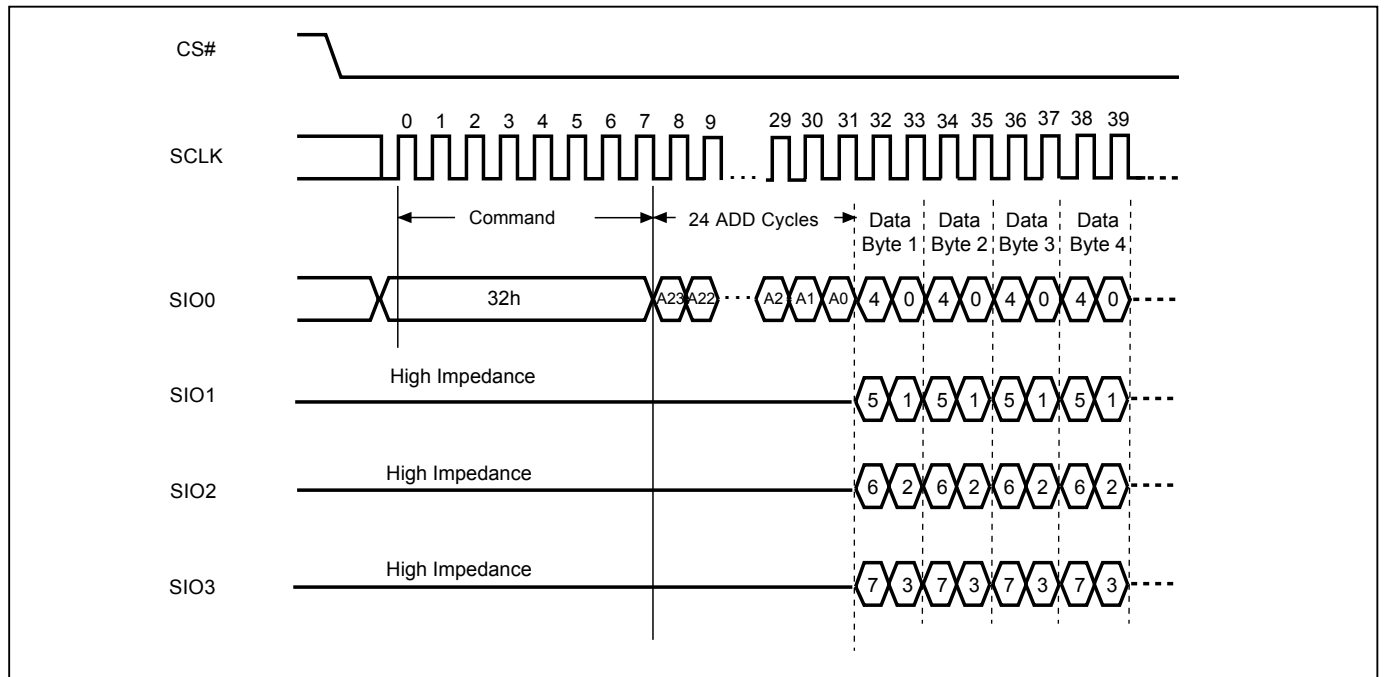 CS#
0 1 2 3 4 5 6 7 8 9 29 30 31 32 33 34 35 36 37 38 39
SCLK
Command 24 ADD Cycles Data Data Data Data
Byte 1 Byte 2 Byte 3 Byte 4
SIO0 32h A23 A22 A2 A1 A0 4 0 4 0 4 0 4 0
High Impedance
SIO1 5 1 5 1 5 1 5 1
High Impedance
SIO2 6 2 6 2 6 2 6 2
High Impedance
SIO3 7 3 7 3 7 3 7 3